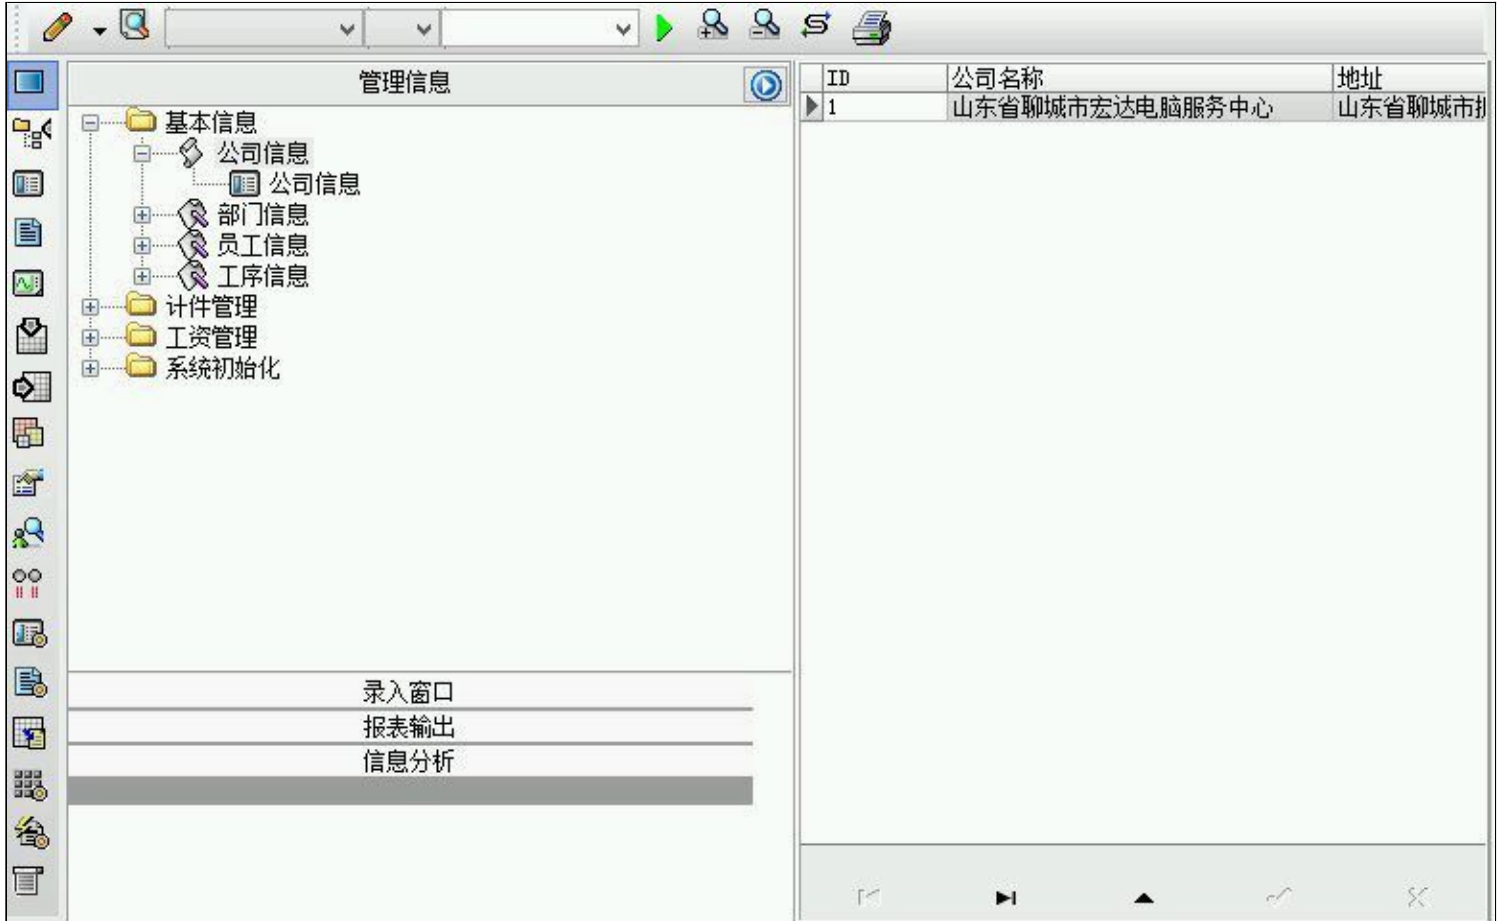 管理信息
基本信息
公司信息
公司信息
部门信息
员工信息
工序信息
计件管理
工资管理
系统初始化
录入窗口
报表输出
信息分析
ID 公司名称 地址
1 山东省聊城市宏达电脑服务中心 山东省聊城市